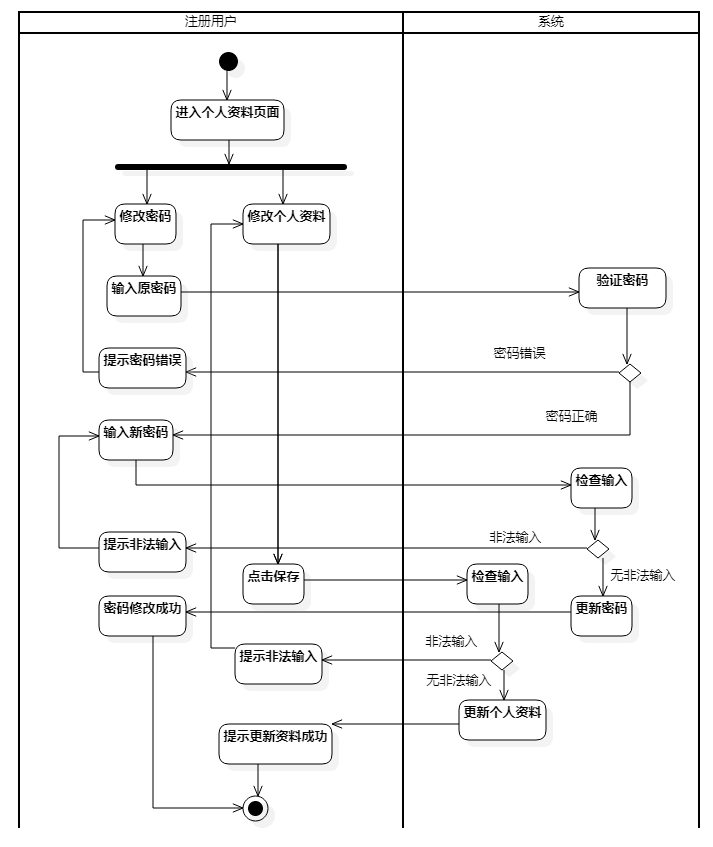 注册用户
系统
进入个人资料页面
修改密码
修改个人资料
输入原密码
验证密码
密码错误
提示密码错误
密码正确
输入新密码
检查输入
非法输入
提示非法输入
无非法输入
点击保存
检查输入
密码修改成功
更新密码
非法输入
提示非法输入
无非法输入
更新个人资料
提示更新资料成功